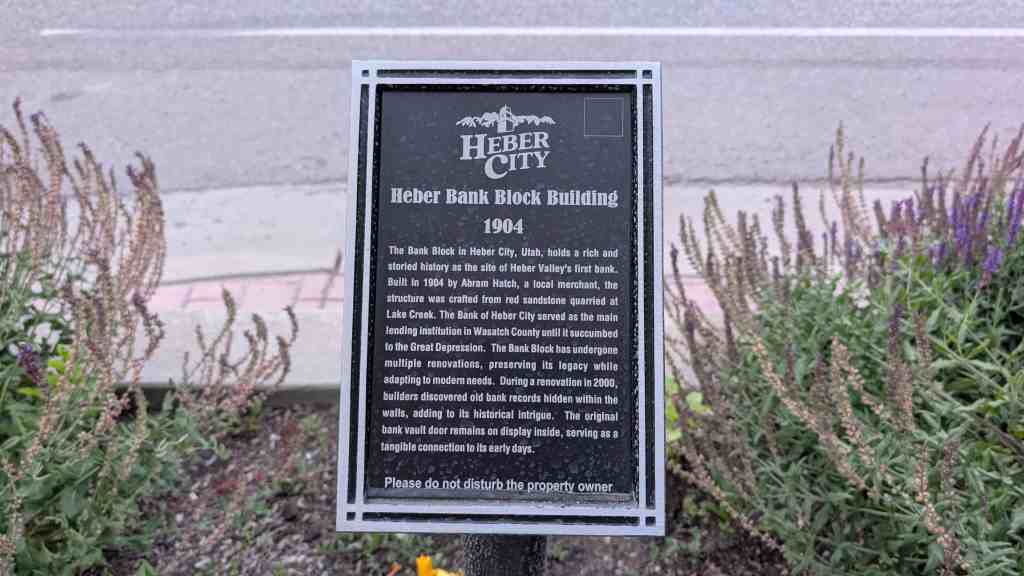 HEBER
CITY
Heber Bank Block Building
1904
The Bank Block in Heber City, Utah, holds a rich and
storied history as the site of Heber Valley's first bank.
Built in 1904 by Abram Hatch, a local merchant, the
structure was crafted from red sandstone quarried at
Lake Creek. The Bank of Heber City served as the main
lending institution in Wasatch County until it succumbed
to the Great Depression. The Bank Block has undergone
multiple renovations, preserving its legacy while
adapting to modern needs. During a renovation in 2000,
builders discovered old bank records hidden within the
walls, adding to its historical intrigue. The original
bank vault door remains on display inside, serving as a
tangible connection to its early days.
Please do not disturb the property owner